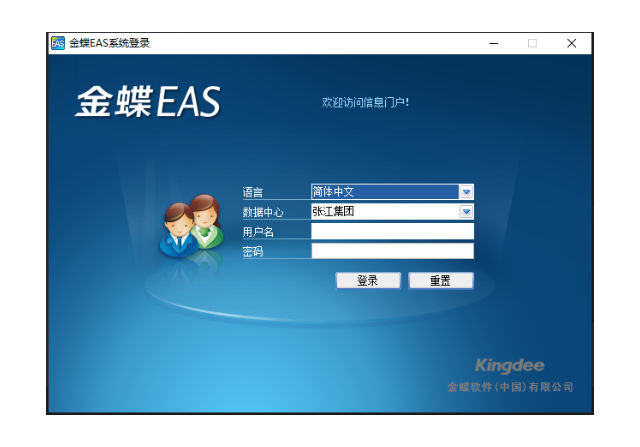 EAS 金蝶EAS系统登录
金蝶EAS
欢迎访问信息门户!
语言 简体中文
数据中心 张江集团
用户名
密码
登录 重置
Kingdee
金蝶软件(中国)有限公司